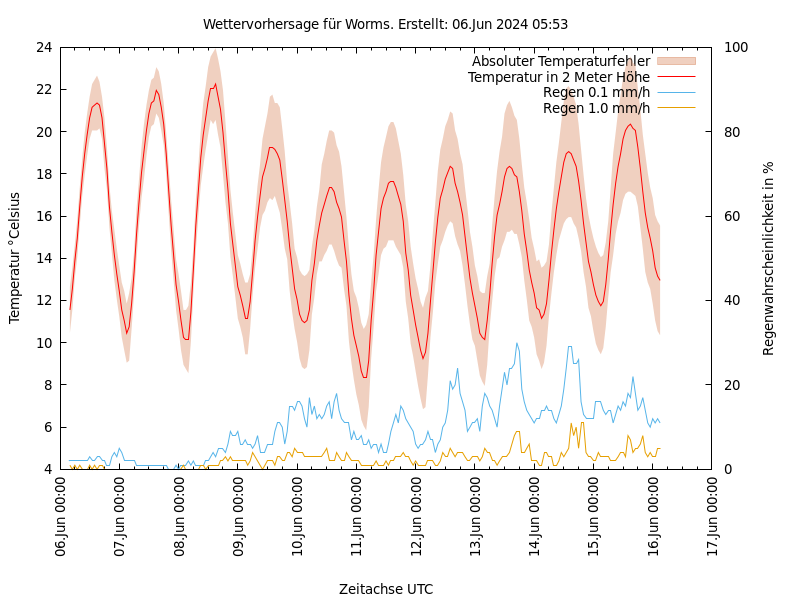 Wettervorhersage für Worms. Erstellt: 06.Jun 2024 05:53
Absoluter Temperaturfehler
Temperatur in 2 Meter Höhe
Regen 0.1 mm/h
Regen 1.0 mm/h
Temperatur °Celsius
24
22
20
18
16
14
12
10
8
6
4
Regenwahrscheinlichkeit in %
100
80
60
40
20
0
06.Jun 00:00
07.Jun 00:00
08.Jun 00:00
09.Jun 00:00
10.Jun 00:00
11.Jun 00:00
12.Jun 00:00
13.Jun 00:00
14.Jun 00:00
15.Jun 00:00
16.Jun 00:00
17.Jun 00:00
Zeitachse UTC